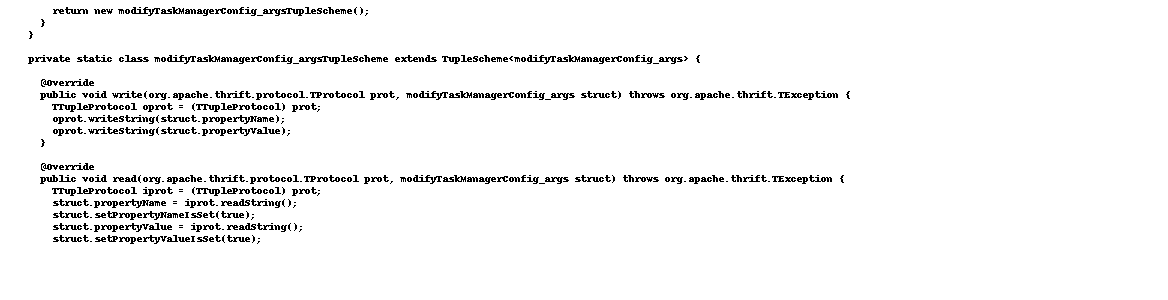 return new modifyTaskManagerConfig_argsTupleScheme();
    }
  }

  private static class modifyTaskManagerConfig_argsTupleScheme extends TupleScheme<modifyTaskManagerConfig_args> {

    @Override
    public void write(org.apache.thrift.protocol.TProtocol prot, modifyTaskManagerConfig_args struct) throws org.apache.thrift.TException {
      TTupleProtocol oprot = (TTupleProtocol) prot;
      oprot.writeString(struct.propertyName);
      oprot.writeString(struct.propertyValue);
    }

    @Override
    public void read(org.apache.thrift.protocol.TProtocol prot, modifyTaskManagerConfig_args struct) throws org.apache.thrift.TException {
      TTupleProtocol iprot = (TTupleProtocol) prot;
      struct.propertyName = iprot.readString();
      struct.setPropertyNameIsSet(true);
      struct.propertyValue = iprot.readString();
      struct.setPropertyValueIsSet(true);